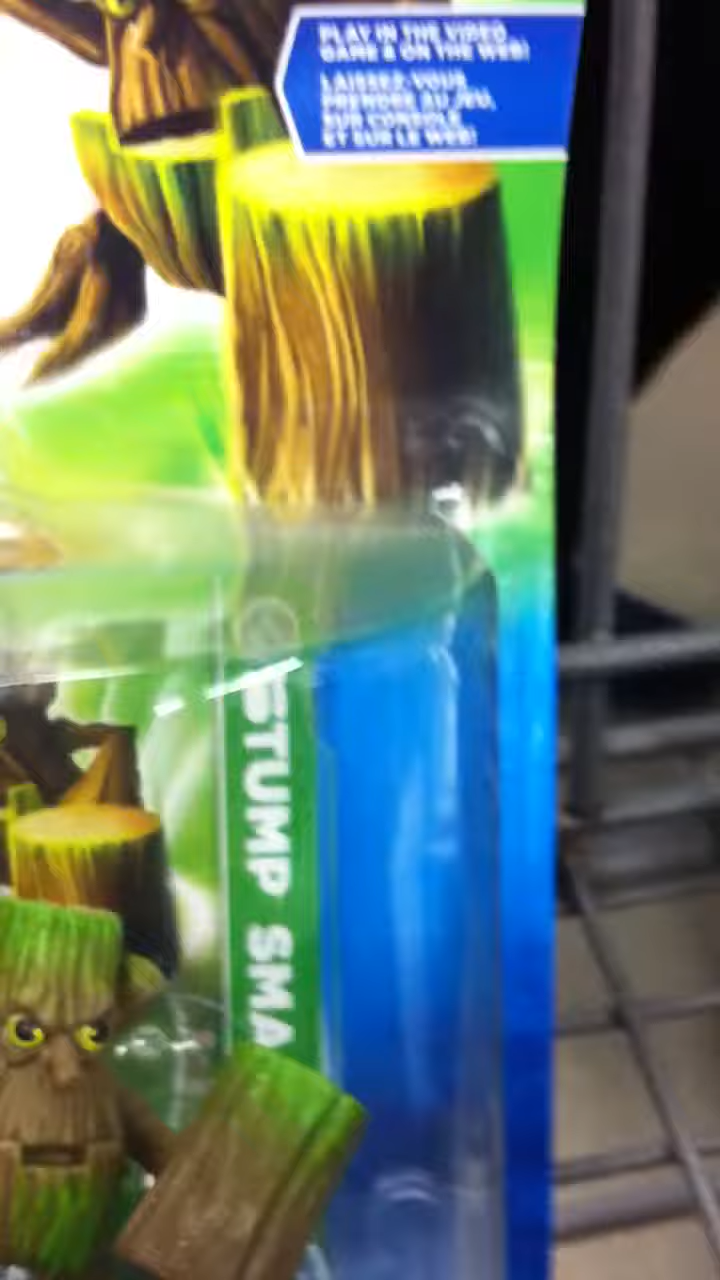 PLAY IN THE VIDEO
GAME & ON THE WEB!
LAISSEZ-VOUS
PRENDRE AU JEU,
SUR CONSOLE
ET SUR LE WEB!
STUMP SMA